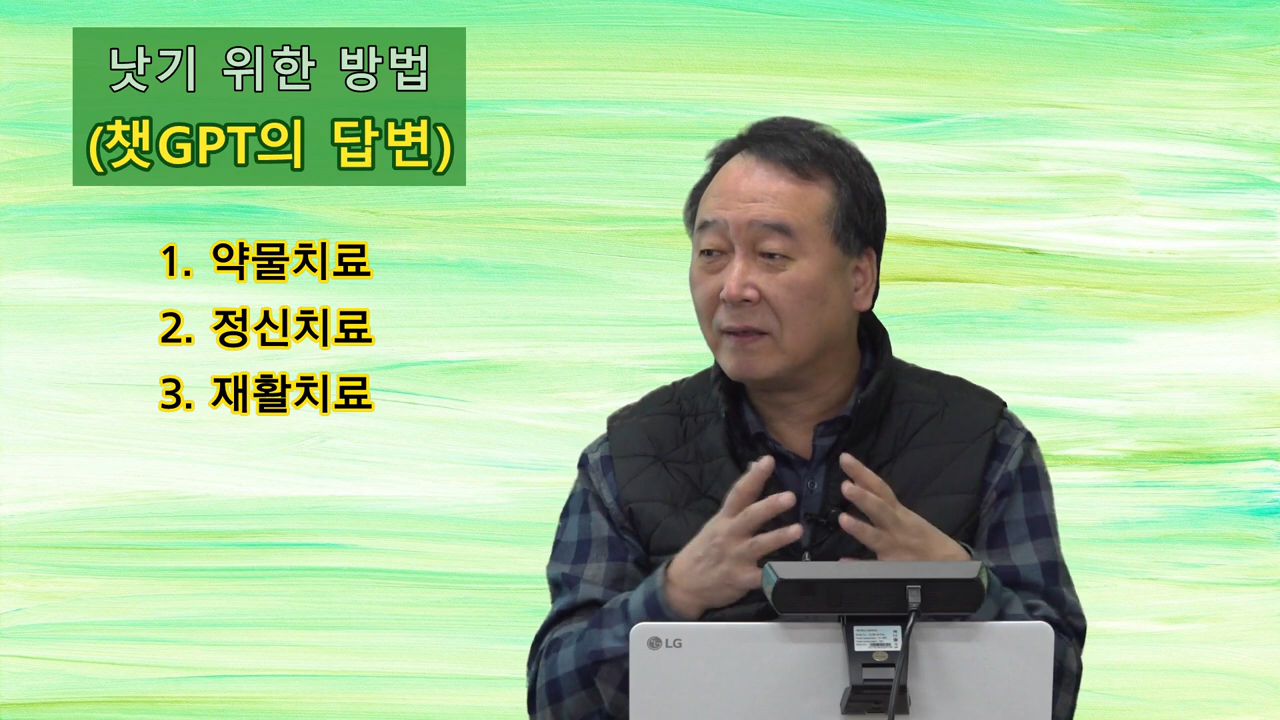 낫기 위한 방법
(챗GPT의 답변)
1. 약물치료
2. 정신치료
3. 재활치료
LG